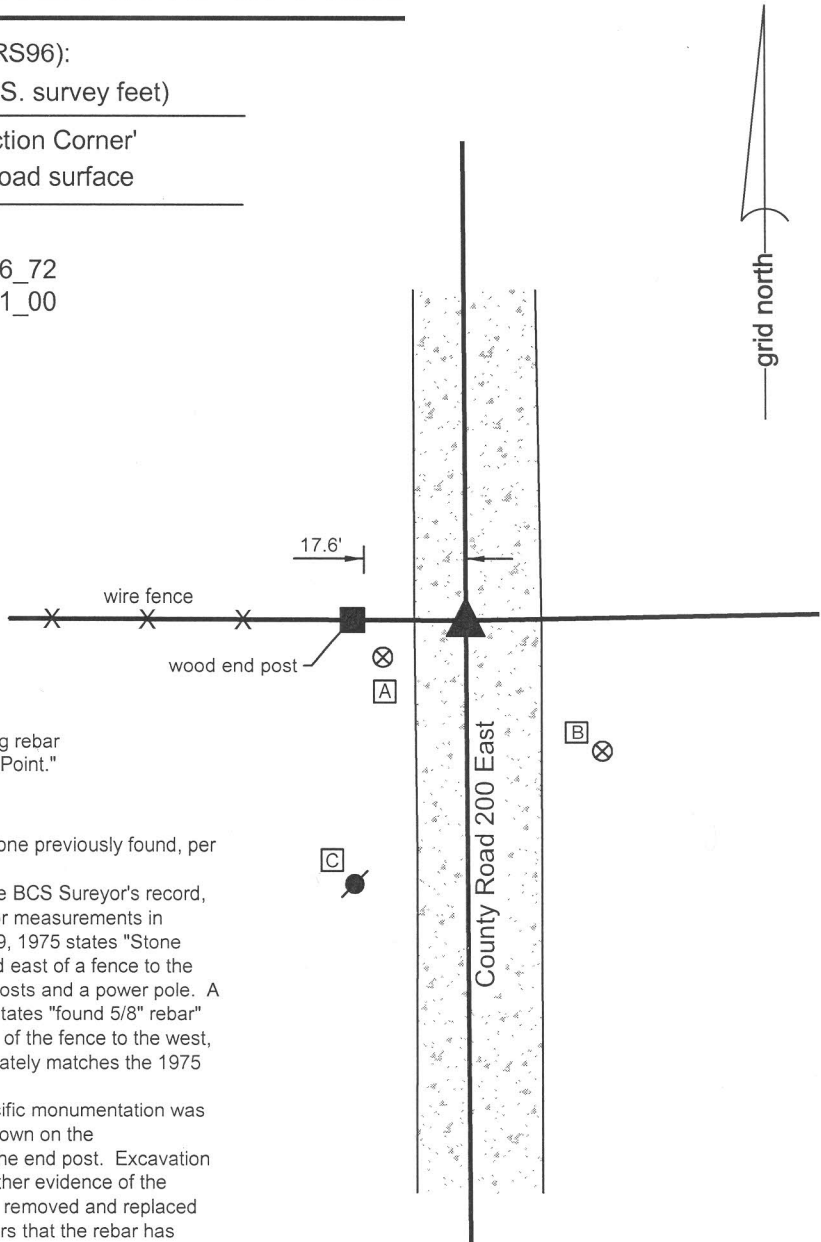 RS96):
S. survey feet)
ction Corner'
oad surface
6_72
1_00
grid north
17.6'
wire fence
X X X
wood end post
A
B
C
County Road 200 East
g rebar
Point."
one previously found, per
e BCS Sureyor's record,
or measurements in
9, 1975 states "Stone
d east of a fence to the
osts and a power pole.  A
tates "found 5/8" rebar"
of the fence to the west,
ately matches the 1975
ific monumentation was
own on the
ne end post.  Excavation
ther evidence of the
removed and replaced
rs that the rebar has